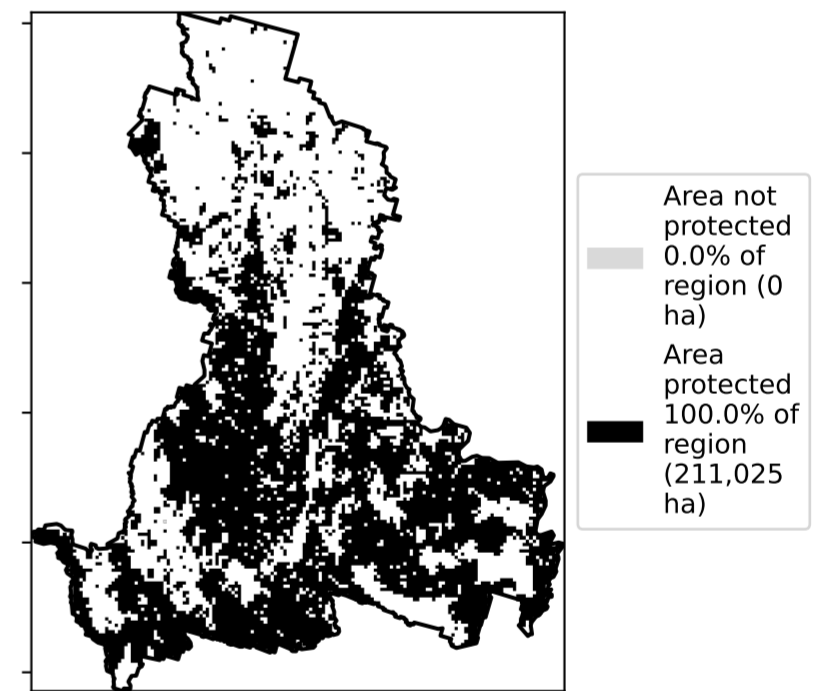 Area not
protected
0.0% of
region (0
ha)
Area
protected
100.0% of
region
(211,025
ha)